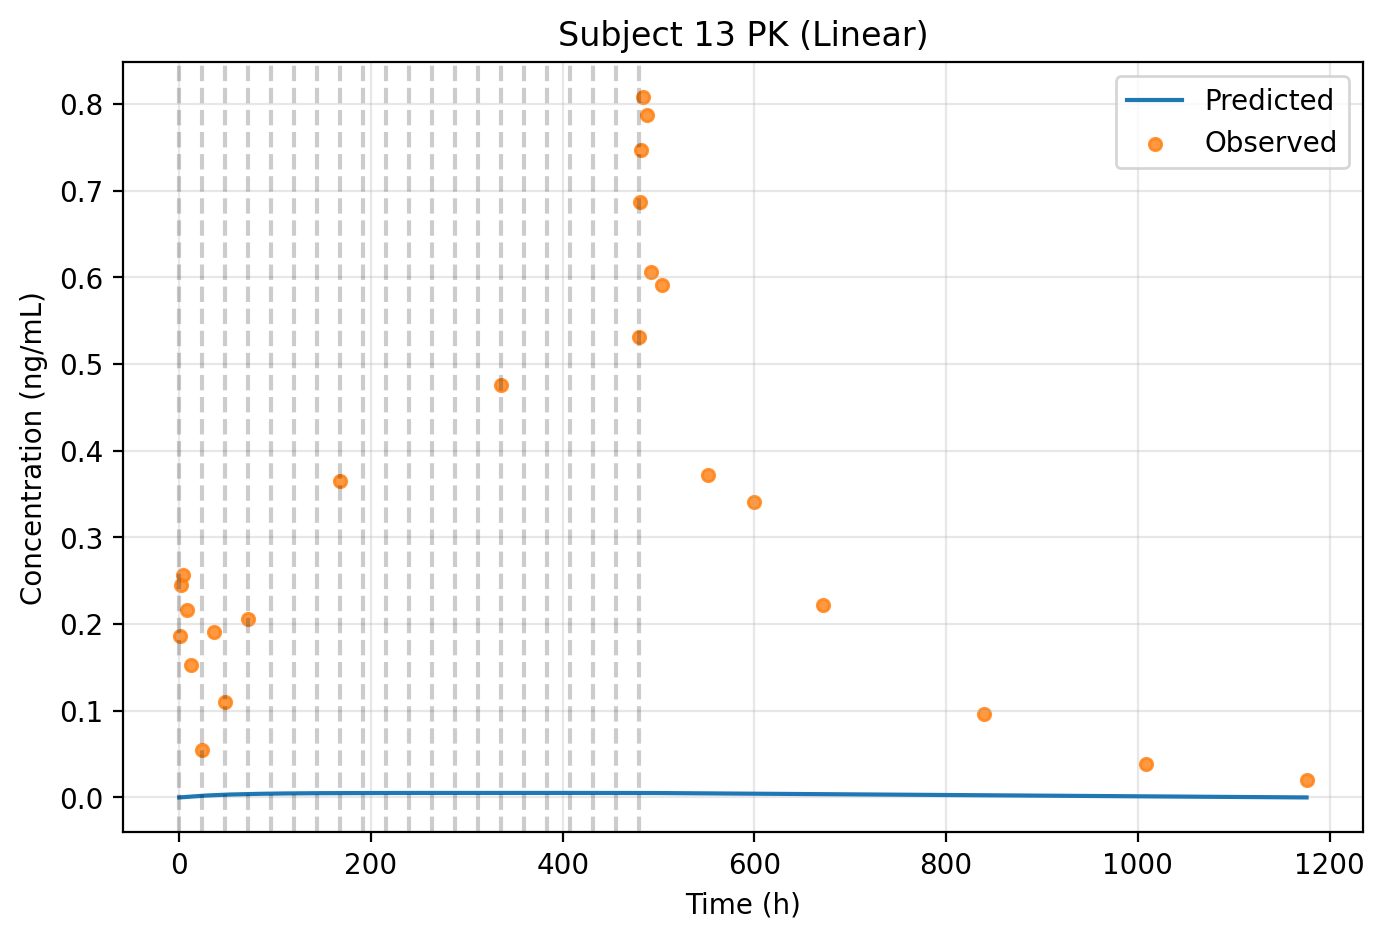 Subject 13 PK (Linear)
Predicted
Observed
Concentration (ng/mL)
0.8
0.7
0.6
0.5
0.4
0.3
0.2
0.1
0.0
0 200 400 600 800 1000 1200
Time (h)